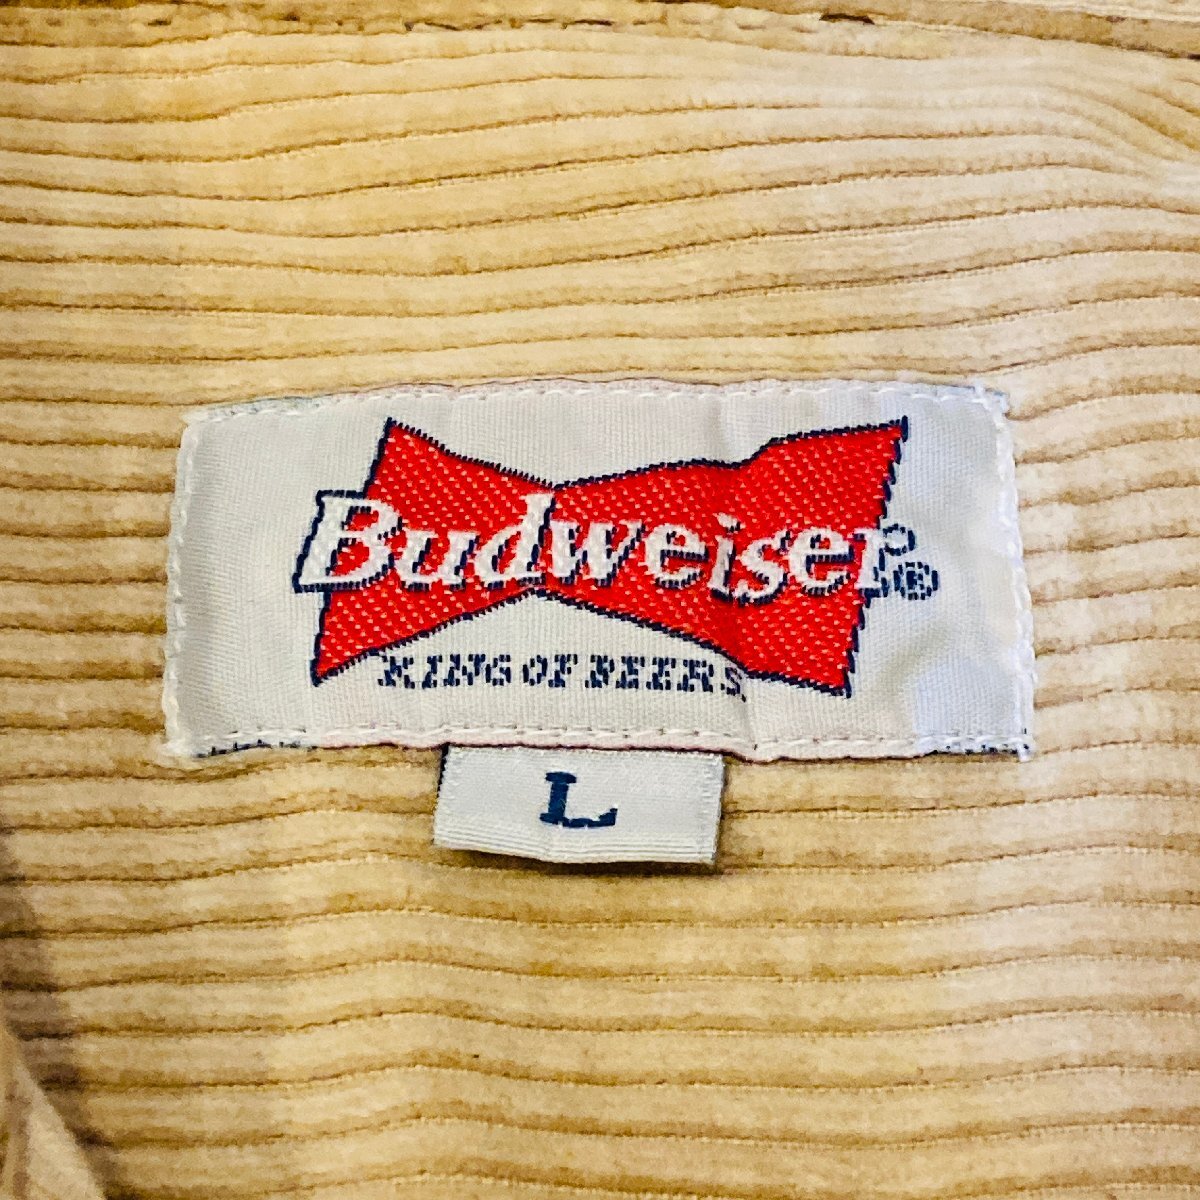 Budweiser®
KING OF BEERS.
L